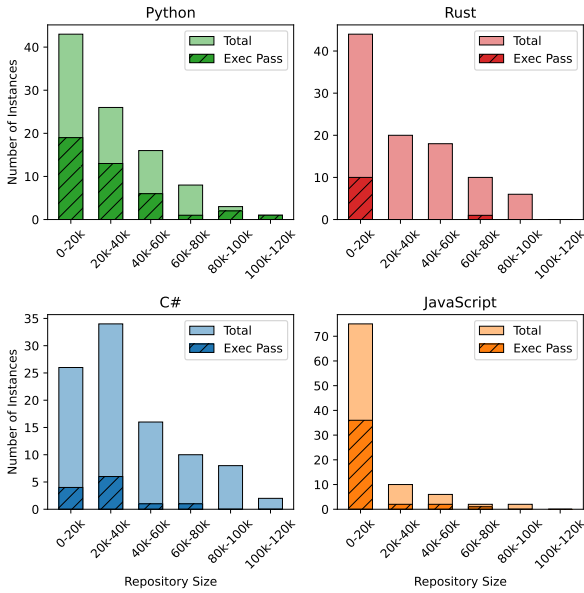 Python
Number of Instances
40
30
20
10
0
Total
Exec Pass
0-20k
20k-40k
40k-60k
60k-80k
80k-100k
100k-120k
Rust
40
30
20
10
0
Total
Exec Pass
0-20k
20k-40k
40k-60k
60k-80k
80k-100k
100k-120k
C#
Number of Instances
35
30
25
20
15
10
5
0
Total
Exec Pass
0-20k
20k-40k
40k-60k
60k-80k
80k-100k
100k-120k
Repository Size
JavaScript
70
60
50
40
30
20
10
0
Total
Exec Pass
0-20k
20k-40k
40k-60k
60k-80k
80k-100k
100k-120k
Repository Size